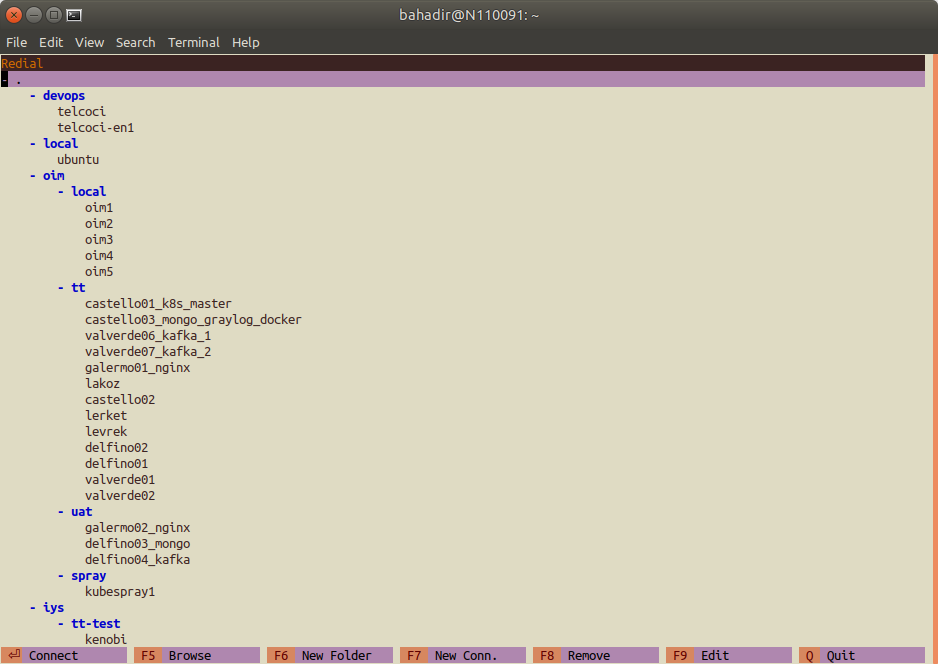 bahadir@N110091: ~
File Edit View Search Terminal Help
Redial
- .
- devops
telcoci
telcoci-en1
- local
ubuntu
- oim
- local
oim1
oim2
oim3
oim4
oim5
- tt
castello01_k8s_master
castello03_mongo_graylog_docker
valverde06_kafka_1
valverde07_kafka_2
galermo01_nginx
lakoz
castello02
lerket
levrek
delfino02
delfino01
valverde01
valverde02
- uat
galermo02_nginx
delfino03_mongo
delfino04_kafka
- spray
kubespray1
- iys
- tt-test
kenobi
⏎ Connect F5 Browse F6 New Folder F7 New Conn. F8 Remove F9 Edit Q Quit